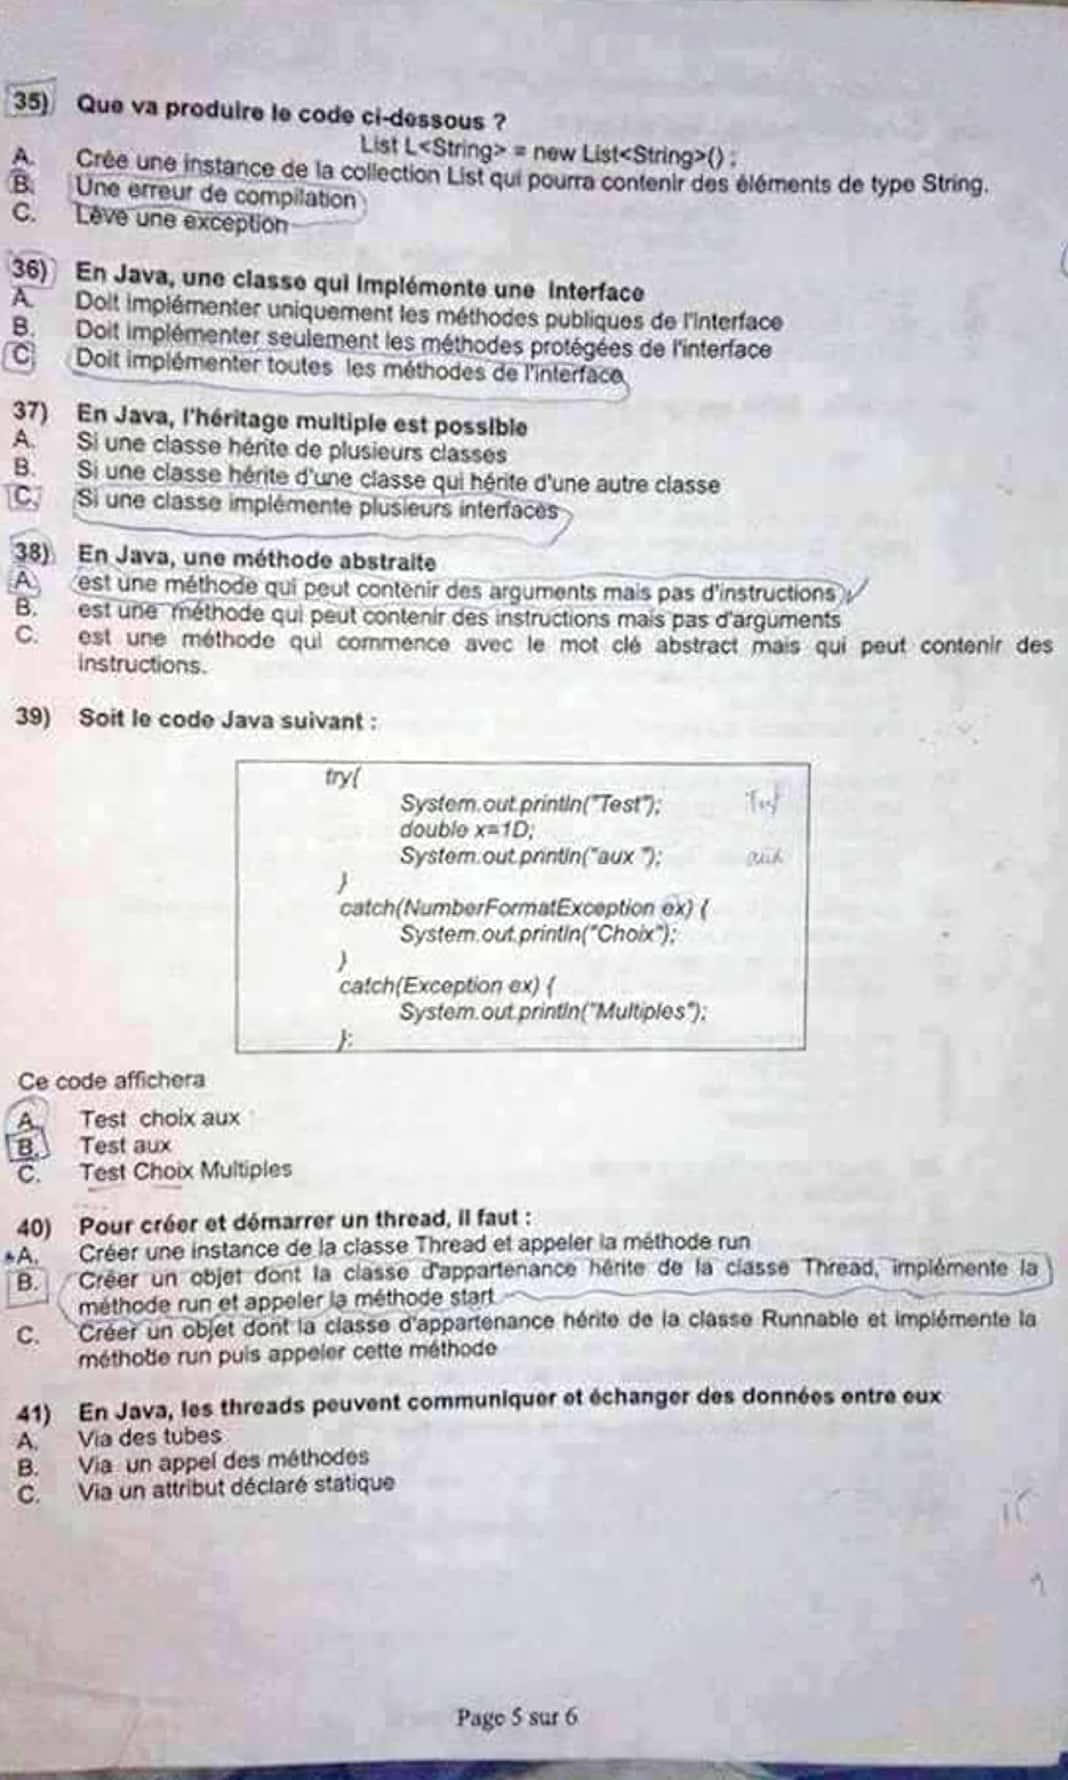 35) Que va produire le code ci-dessous ?
List L<String> = new List<String>() ;
A. Crée une instance de la collection List qui pourra contenir des éléments de type String.
B. Une erreur de compilation
C. Lève une exception
36) En Java, une classe qui implémente une interface
A. Doit implémenter uniquement les méthodes publiques de l'interface
B. Doit implémenter seulement les méthodes protégées de l'interface
C. Doit implémenter toutes les méthodes de l'interface
37) En Java, l'héritage multiple est possible
A. Si une classe hérite de plusieurs classes
B. Si une classe hérite d'une classe qui hérite d'une autre classe
C. Si une classe implémente plusieurs interfaces
38) En Java, une méthode abstraite
A. est une méthode qui peut contenir des arguments mais pas d'instructions
B. est une méthode qui peut contenir des instructions mais pas d'arguments
C. est une méthode qui commence avec le mot clé abstract mais qui peut contenir des
instructions.
39) Soit le code Java suivant :
try{
System.out.println("Test"); Test
double x=1D;
System.out.println("aux "); aux
}
catch(NumberFormatException ex) {
System.out.println("Choix");
}
catch(Exception ex) {
System.out.println("Multiples");
};
Ce code affichera
A. Test choix aux
B. Test aux
C. Test Choix Multiples
40) Pour créer et démarrer un thread, il faut :
A. Créer une instance de la classe Thread et appeler la méthode run
B. Créer un objet dont la classe d'appartenance hérite de la classe Thread, implémente la
méthode run et appeler la méthode start
C. Créer un objet dont la classe d'appartenance hérite de la classe Runnable et implémente la
méthode run puis appeler cette méthode
41) En Java, les threads peuvent communiquer et échanger des données entre eux
A. Via des tubes
B. Via un appel des méthodes
C. Via un attribut déclaré statique
Page 5 sur 6